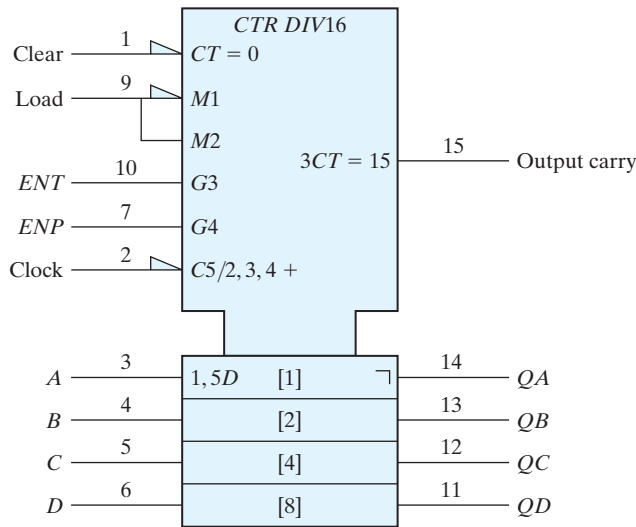 CTR DIV16
Clear 1 CT = 0
Load 9 M1
M2
3CT = 15 15 Output carry
ENT 10 G3
ENP 7 G4
Clock 2 C5/2, 3, 4 +
A 3 1, 5D [1] 14 QA
B 4 [2] 13 QB
C 5 [4] 12 QC
D 6 [8] 11 QD